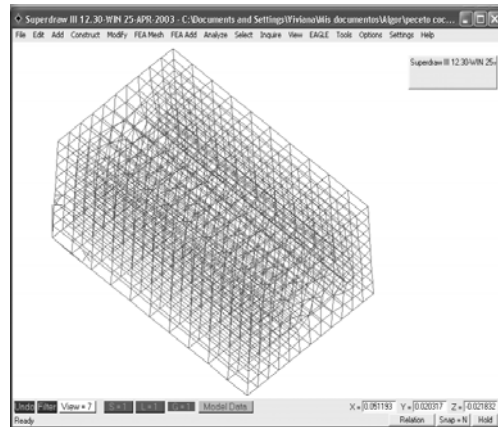 Superdraw III 12.30-WIN 25-APR-2003 - C:\Documents and Settings\Viviana\Mis documentos\Algor\peceto coc...
File Edit Add Construct Modify FEA Mesh FEA Add Analyze Select Inquire View EAGLE Tools Options Settings Help
Superdraw III 12.30-WIN 25-
Undo Filter View = 7 S = 1 L = 1 G = 1 Model Data X = 0.051193 Y = 0.020317 Z = -0.021832
Ready Relation Snap = N Hold